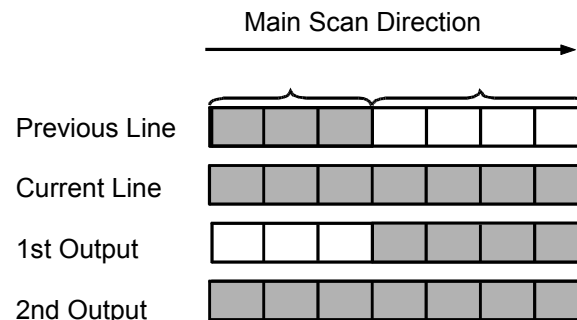 Main Scan Direction
Previous Line
Current Line
1st Output
2nd Output